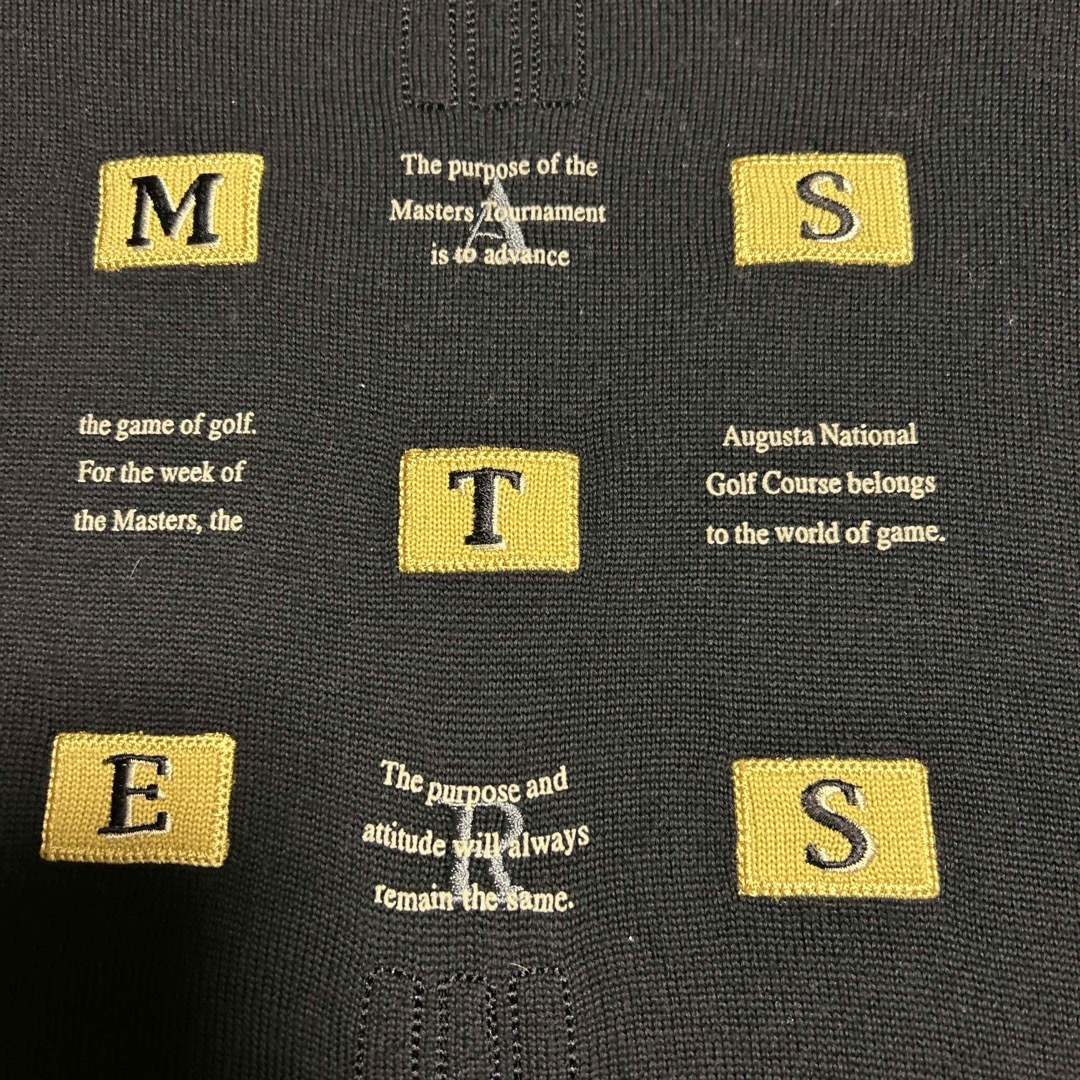 M
The purpose of the
Masters Tournament
is to advance
A
S
the game of golf.
For the week of
the Masters, the
T
Augusta National
Golf Course belongs
to the world of game.
E
The purpose and
attitude will always
remain the same.
R
S